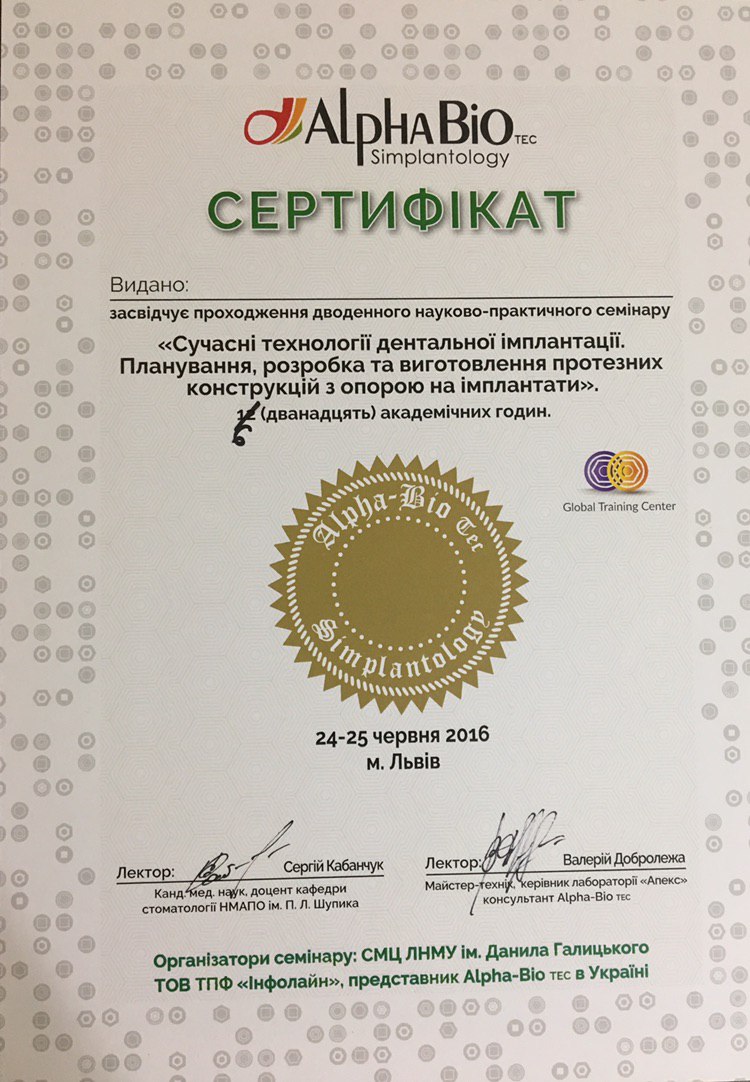 AlphaBio TEC
Simplantology
СЕРТИФІКАТ
Видано:
засвідчує проходження дводенного науково-практичного семінару
«Сучасні технології дентальної імплантації.
Планування, розробка та виготовлення протезних
конструкцій з опорою на імплантати».
12 (дванадцять) академічних годин.
6
Global Training Center
Alpha-Bio Tec
Simplantology
24-25 червня 2016
м. Львів
Лектор: Сергій Кабанчук
Канд. мед. наук, доцент кафедри
стоматології НМАПО ім. П. Л. Шупика
Лектор: Валерій Добролежа
Майстер-технік, керівник лабораторії «Апекс»
консультант Alpha-Bio TEC
Організатори семінару: СМЦ ЛНМУ ім. Данила Галицького
ТОВ ТПФ «Інфолайн», представник Alpha-Bio TEC в Україні